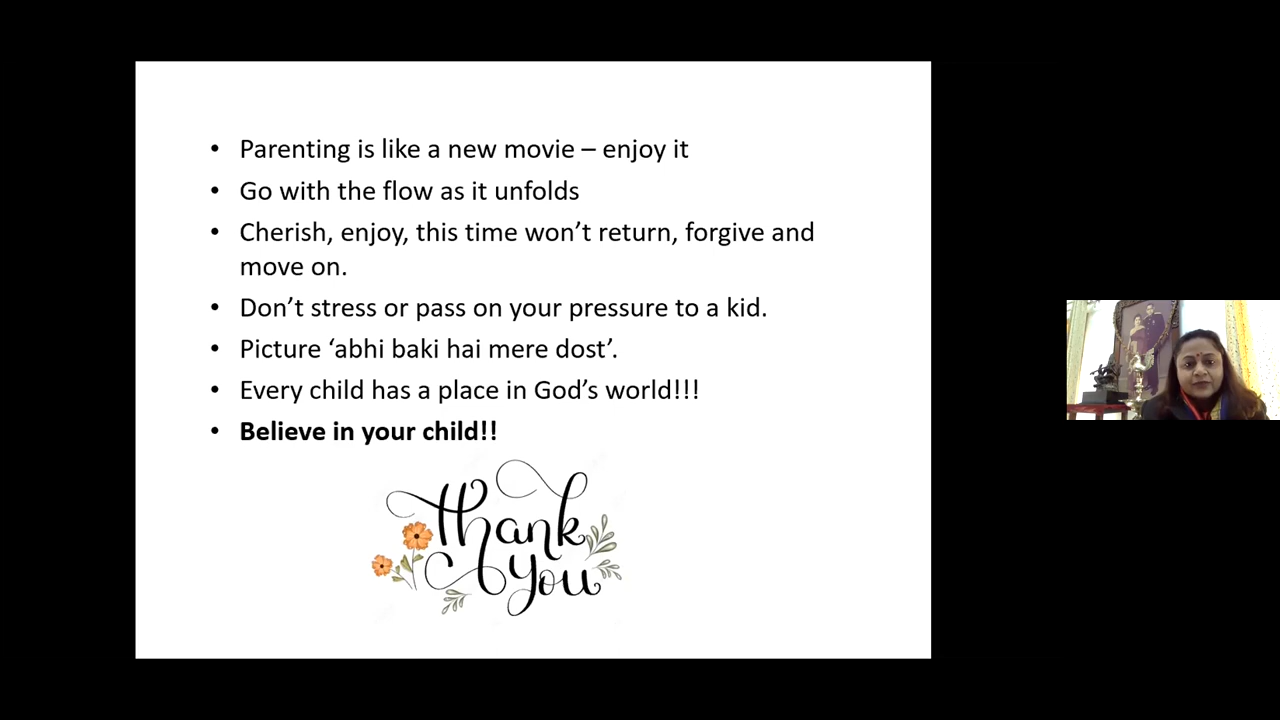 • Parenting is like a new movie – enjoy it
• Go with the flow as it unfolds
• Cherish, enjoy, this time won’t return, forgive and
move on.
• Don’t stress or pass on your pressure to a kid.
• Picture ‘abhi baki hai mere dost’.
• Every child has a place in God’s world!!!
• Believe in your child!!
thank
you